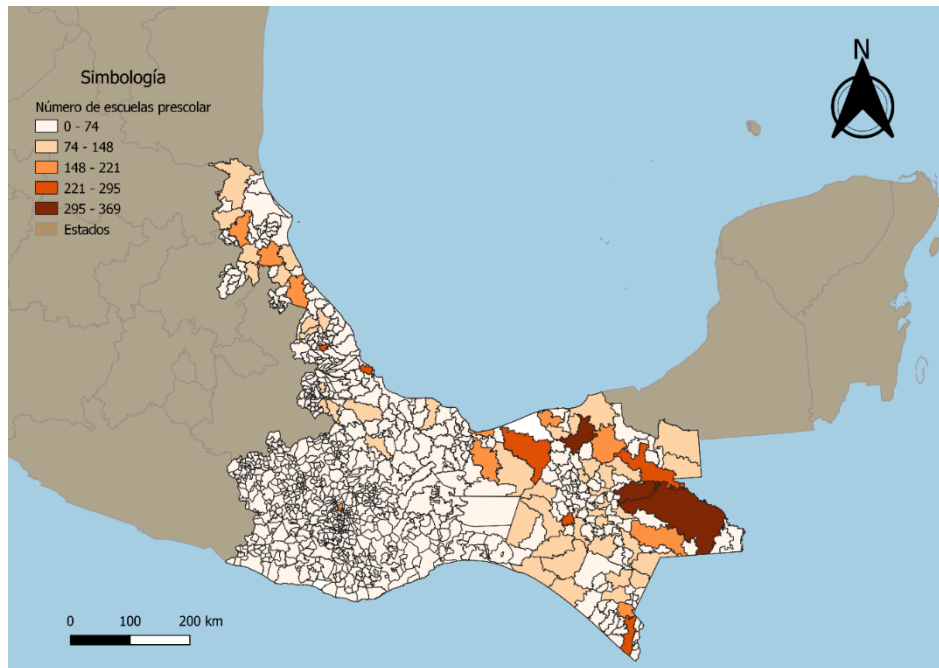 Simbología
Número de escuelas prescolar
0 - 74
74 - 148
148 - 221
221 - 295
295 - 369
Estados
N
0 100 200 km